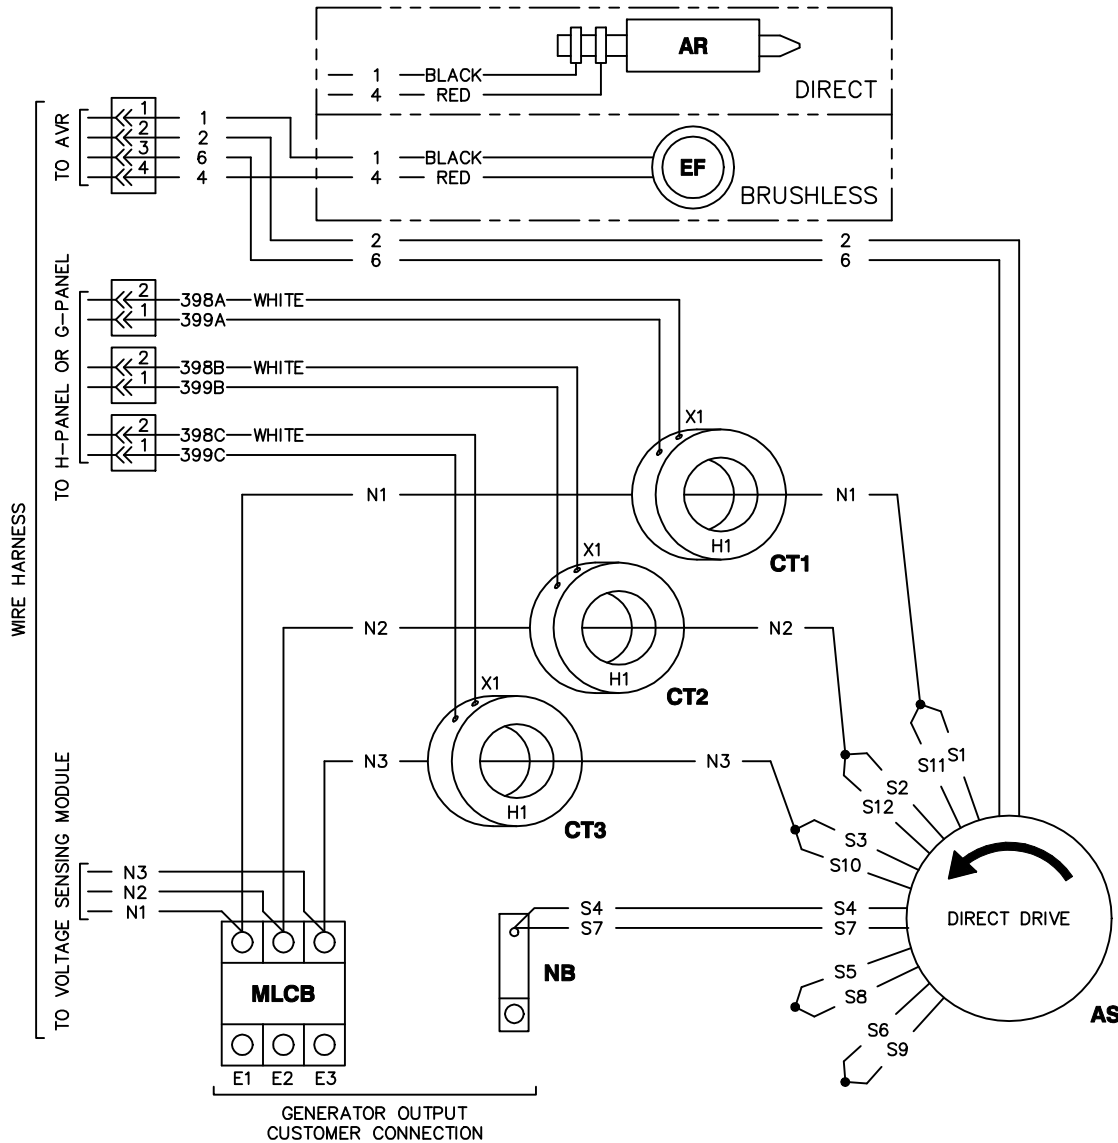 AR
1 BLACK
4 RED
DIRECT
TO AVR
1 1
2 2
3 6
4 4
1 BLACK
4 RED
EF
BRUSHLESS
2 2
6 6
TO H-PANEL OR G-PANEL
2 398A WHITE
1 399A
2 398B WHITE
1 399B
2 398C WHITE
1 399C
WIRE HARNESS
X1
N1 N1
H1
CT1
X1
N2 N2
H1
CT2
X1
N3 N3
H1
CT3
S11 S1
S2
S12
S3
S10
TO VOLTAGE SENSING MODULE
N3
N2
N1
S4 S4
S7 S7
DIRECT DRIVE
NB
MLCB
S5
S8
AS
S6
S9
E1 E2 E3
GENERATOR OUTPUT
CUSTOMER CONNECTION